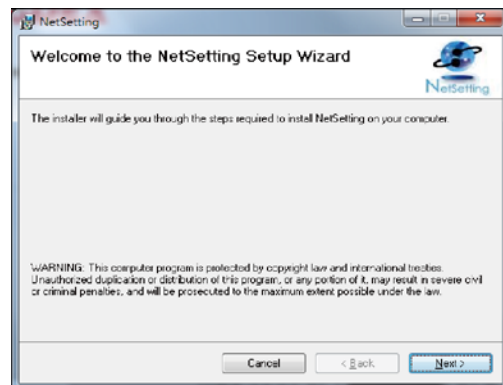 NetSetting
Welcome to the NetSetting Setup Wizard
NetSetting
The installer will guide you through the steps required to install NetSetting on your computer.
WARNING: This computer program is protected by copyright law and international treaties.
Unauthorized duplication or distribution of this program, or any portion of it, may result in severe civil
or criminal penalties, and will be prosecuted to the maximum extent possible under the law.
Cancel
< Back
Next >